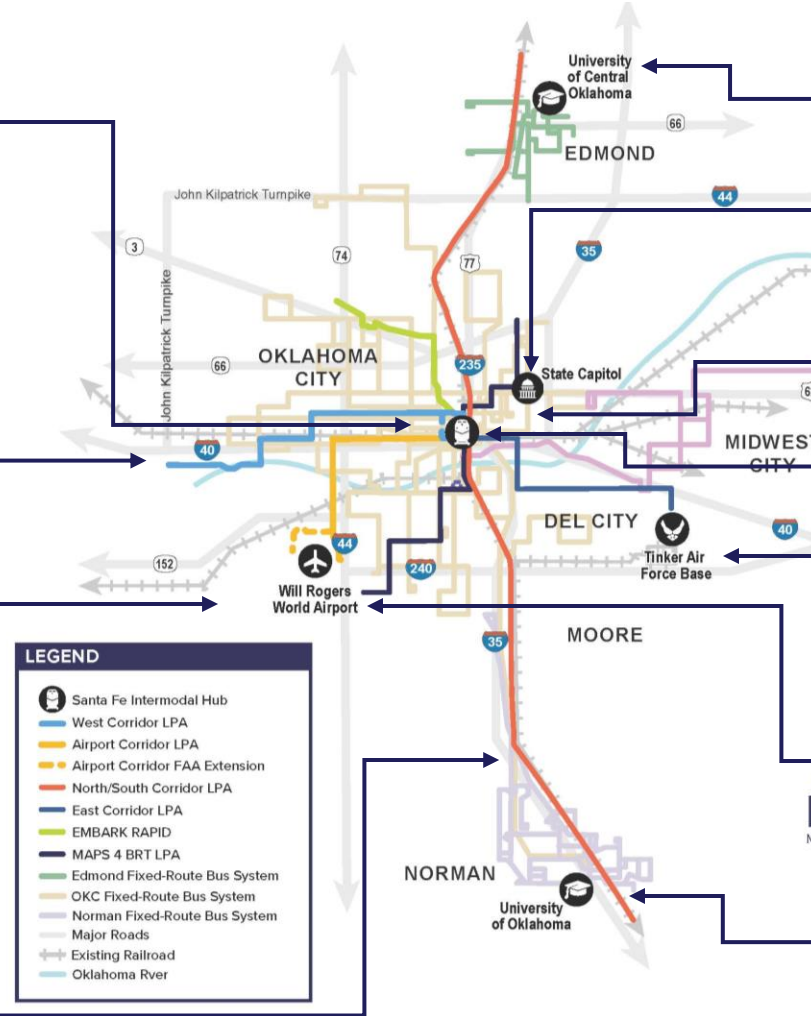 University
of Central
Oklahoma
66
EDMOND
John Kilpatrick Turnpike
44
3
74
77
35
John Kilpatrick Turnpike
OKLAHOMA
CITY
66
235
State Capitol
40
MIDWEST
CITY
DEL CITY
40
44
152
240
Tinker Air
Force Base
Will Rogers
World Airport
35
MOORE
LEGEND
Santa Fe Intermodal Hub
West Corridor LPA
Airport Corridor LPA
Airport Corridor FAA Extension
North/South Corridor LPA
East Corridor LPA
EMBARK RAPID
MAPS 4 BRT LPA
Edmond Fixed-Route Bus System
OKC Fixed-Route Bus System
Norman Fixed-Route Bus System
Major Roads
Existing Railroad
Oklahoma Rver
NORMAN
University
of Oklahoma